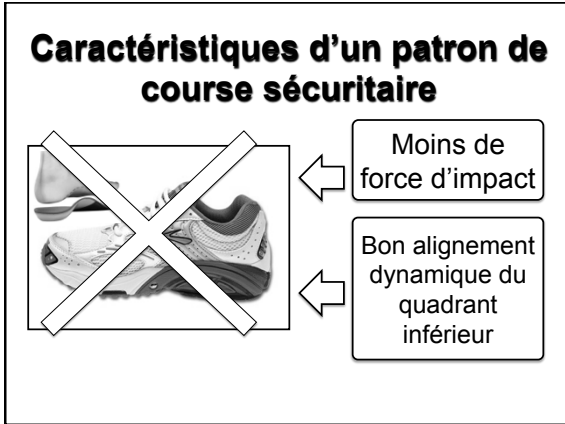 Caractéristiques d’un patron de
course sécuritaire
Moins de
force d’impact
Bon alignement
dynamique du
quadrant
inférieur